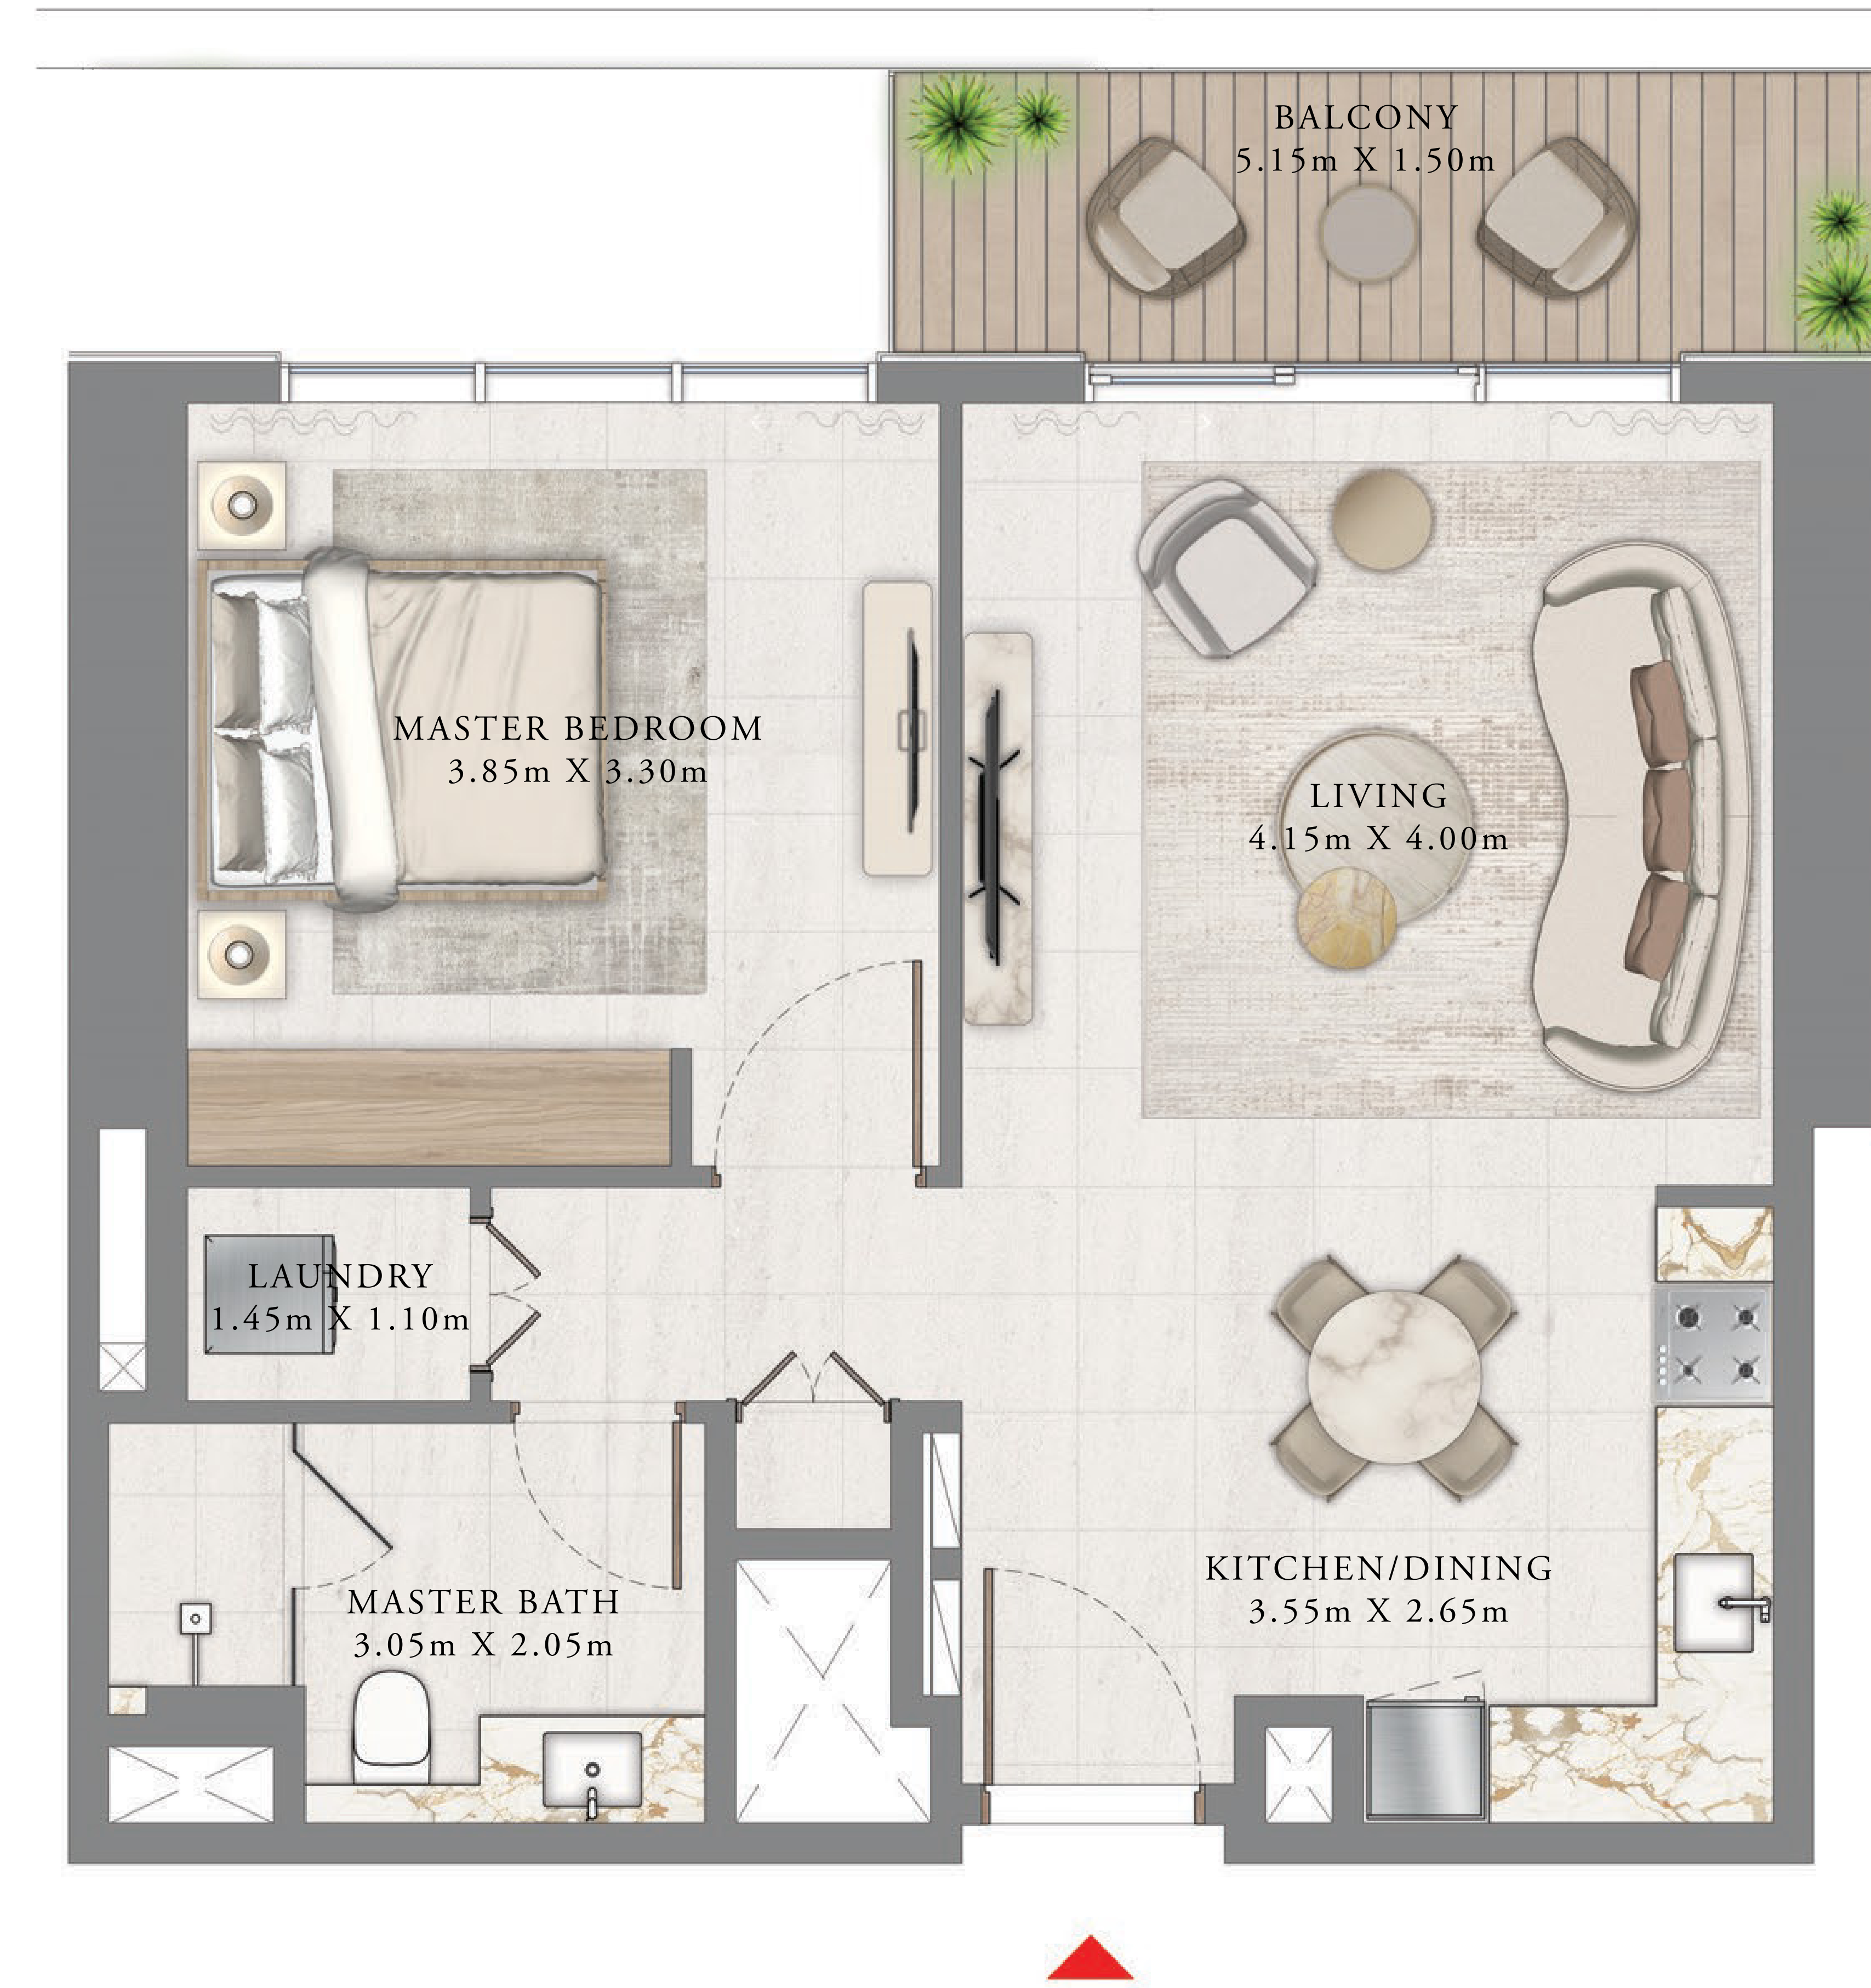 BALCONY
5.15m X 1.50m
MASTER BEDROOM
3.85m X 3.30m
LIVING
4.15m X 4.00m
LAUNDRY
1.45m X 1.10m
KITCHEN/DINING
3.55m X 2.65m
MASTER BATH
3.05m X 2.05m